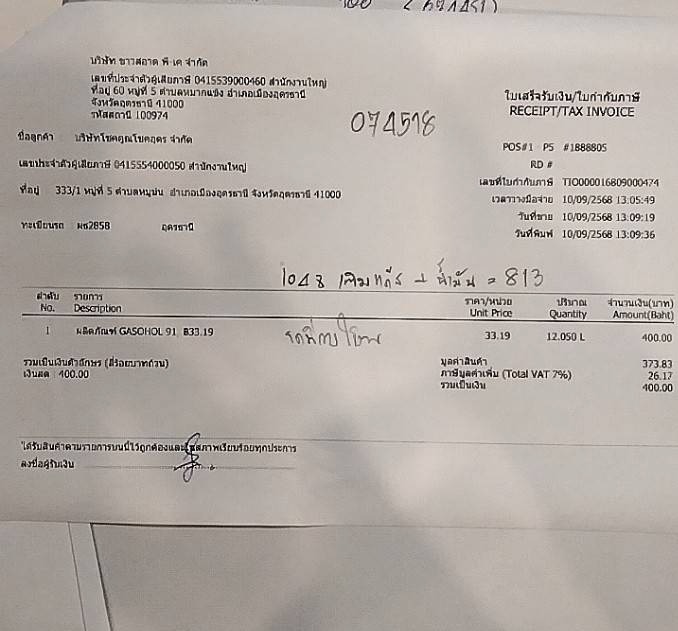 บริษัท ขาวสอาด พี.เค จำกัด
เลขที่ประจำตัวผู้เสียภาษี 0415539000460 สำนักงานใหญ่
ที่อยู่ 60 หมู่ที่ 5 ตำบลหมากแข้ง อำเภอเมืองอุดรธานี
จังหวัดอุดรธานี 41000
รหัสสถานี 100974
ใบเสร็จรับเงิน/ใบกำกับภาษี
RECEIPT/TAX INVOICE
074518
ชื่อลูกค้า บริษัทโชคคูณโชคอุดร จำกัด
POS#1 P5 #1888805
RD #
เลขประจำตัวผู้เสียภาษี 0415554000050 สำนักงานใหญ่
เลขที่ใบกำกับภาษี TIO000016809000474
ที่อยู่ 333/1 หมู่ที่ 5 ตำบลหมูม่น อำเภอเมืองอุดรธานี จังหวัดอุดรธานี 41000
เวลาวางมือจ่าย 10/09/2568 13:05:49
วันที่ขาย 10/09/2568 13:09:19
ทะเบียนรถ ผธ2858 อุดรธานี
วันที่พิมพ์ 10/09/2568 13:09:36
เติมแก๊ส + น้ำมัน = 813
ลำดับ รายการ ราคา/หน่วย ปริมาณ จำนวนเงิน(บาท)
No. Description Unit Price Quantity Amount(Baht)
1 ผลิตภัณฑ์ GASOHOL 91 ฿33.19 33.19 12.050 L 400.00
รวมเป็นเงินตัวอักษร (สี่ร้อยบาทถ้วน) มูลค่าสินค้า 373.83
เงินสด 400.00 ภาษีมูลค่าเพิ่ม (Total VAT 7%) 26.17
รวมเป็นเงิน 400.00
ได้รับสินค้าตามรายการบนนี้ไว้ถูกต้องและในสภาพเรียบร้อยทุกประการ
ลงชื่อผู้รับเงิน